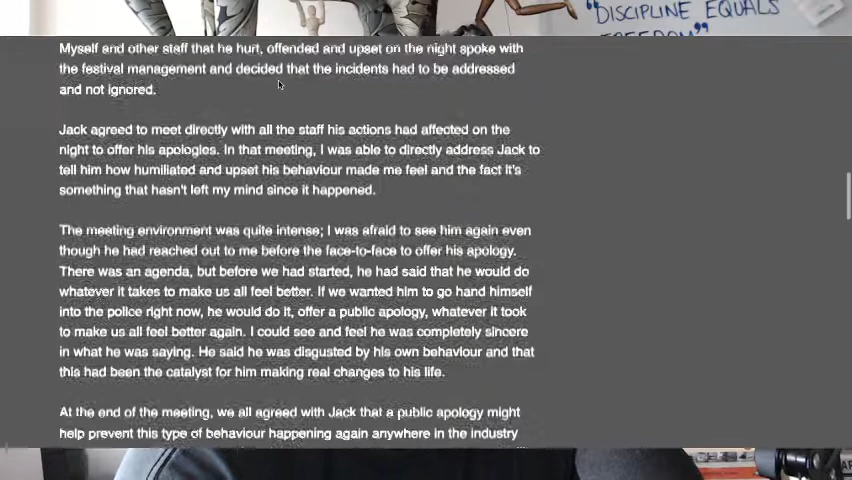 "DISCIPLINE EQUALS
FREEDOM"
Myself and other staff that he hurt, offended and upset on the night spoke with
the festival management and decided that the incidents had to be addressed
and not ignored.
Jack agreed to meet directly with all the staff his actions had affected on the
night to offer his apologies. In that meeting, I was able to directly address Jack to
tell him how humiliated and upset his behaviour made me feel and the fact it's
something that hasn't left my mind since it happened.
The meeting environment was quite intense; I was afraid to see him again even
though he had reached out to me before the face-to-face to offer his apology.
There was an agenda, but before we had started, he had said that he would do
whatever it takes to make us all feel better. If we wanted him to go hand himself
into the police right now, he would do it, offer a public apology, whatever it took
to make us all feel better again. I could see and feel he was completely sincere
in what he was saying. He said he was disgusted by his own behaviour and that
this had been the catalyst for him making real changes to his life.
At the end of the meeting, we all agreed with Jack that a public apology might
help prevent this type of behaviour happening again anywhere in the industry